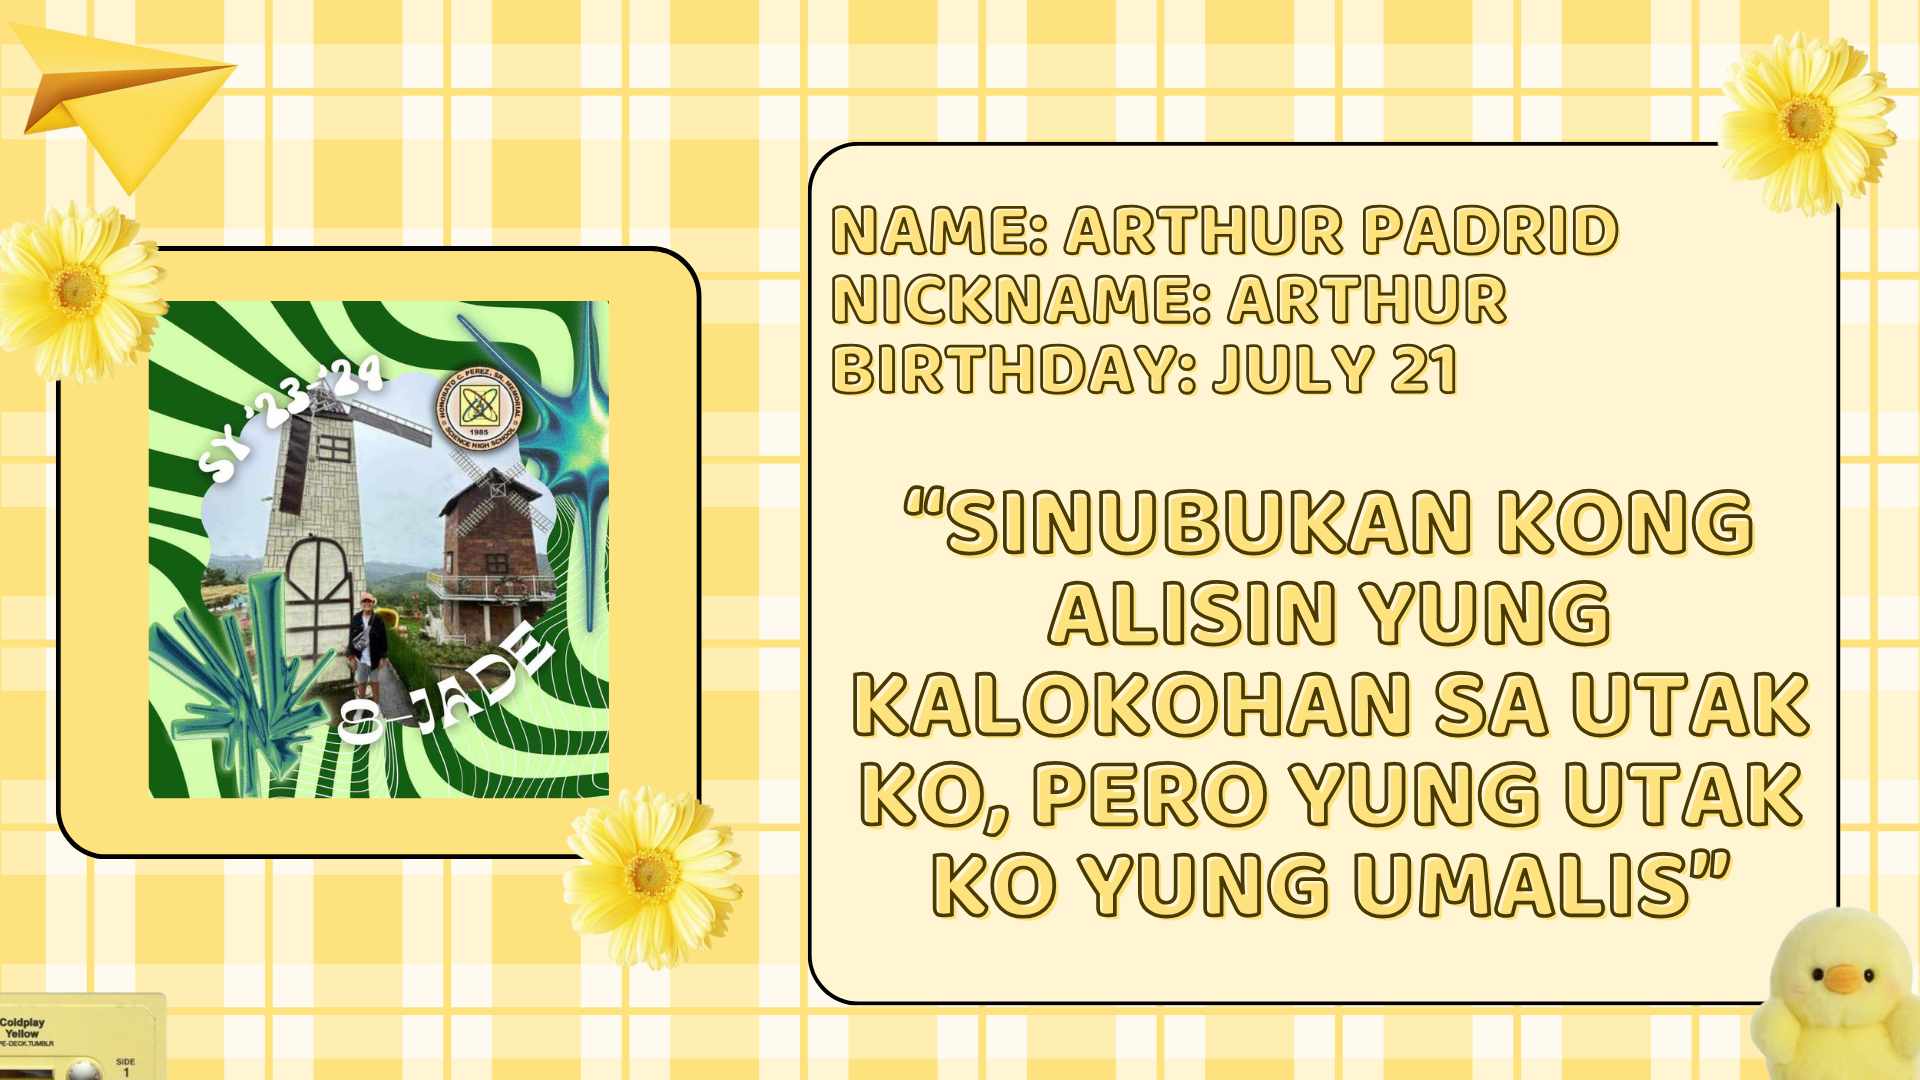 SY '23-'24
HONORATO C. PEREZ, SR. MEMORIAL
SCIENCE HIGH SCHOOL
1985
8-JADE
NAME: ARTHUR PADRID
NICKNAME: ARTHUR
BIRTHDAY: JULY 21
“SINUBUKAN KONG
ALISIN YUNG
KALOKOHAN SA UTAK
KO, PERO YUNG UTAK
KO YUNG UMALIS”
Coldplay
Yellow
PE-DECK.TUMBLR
SIDE
1